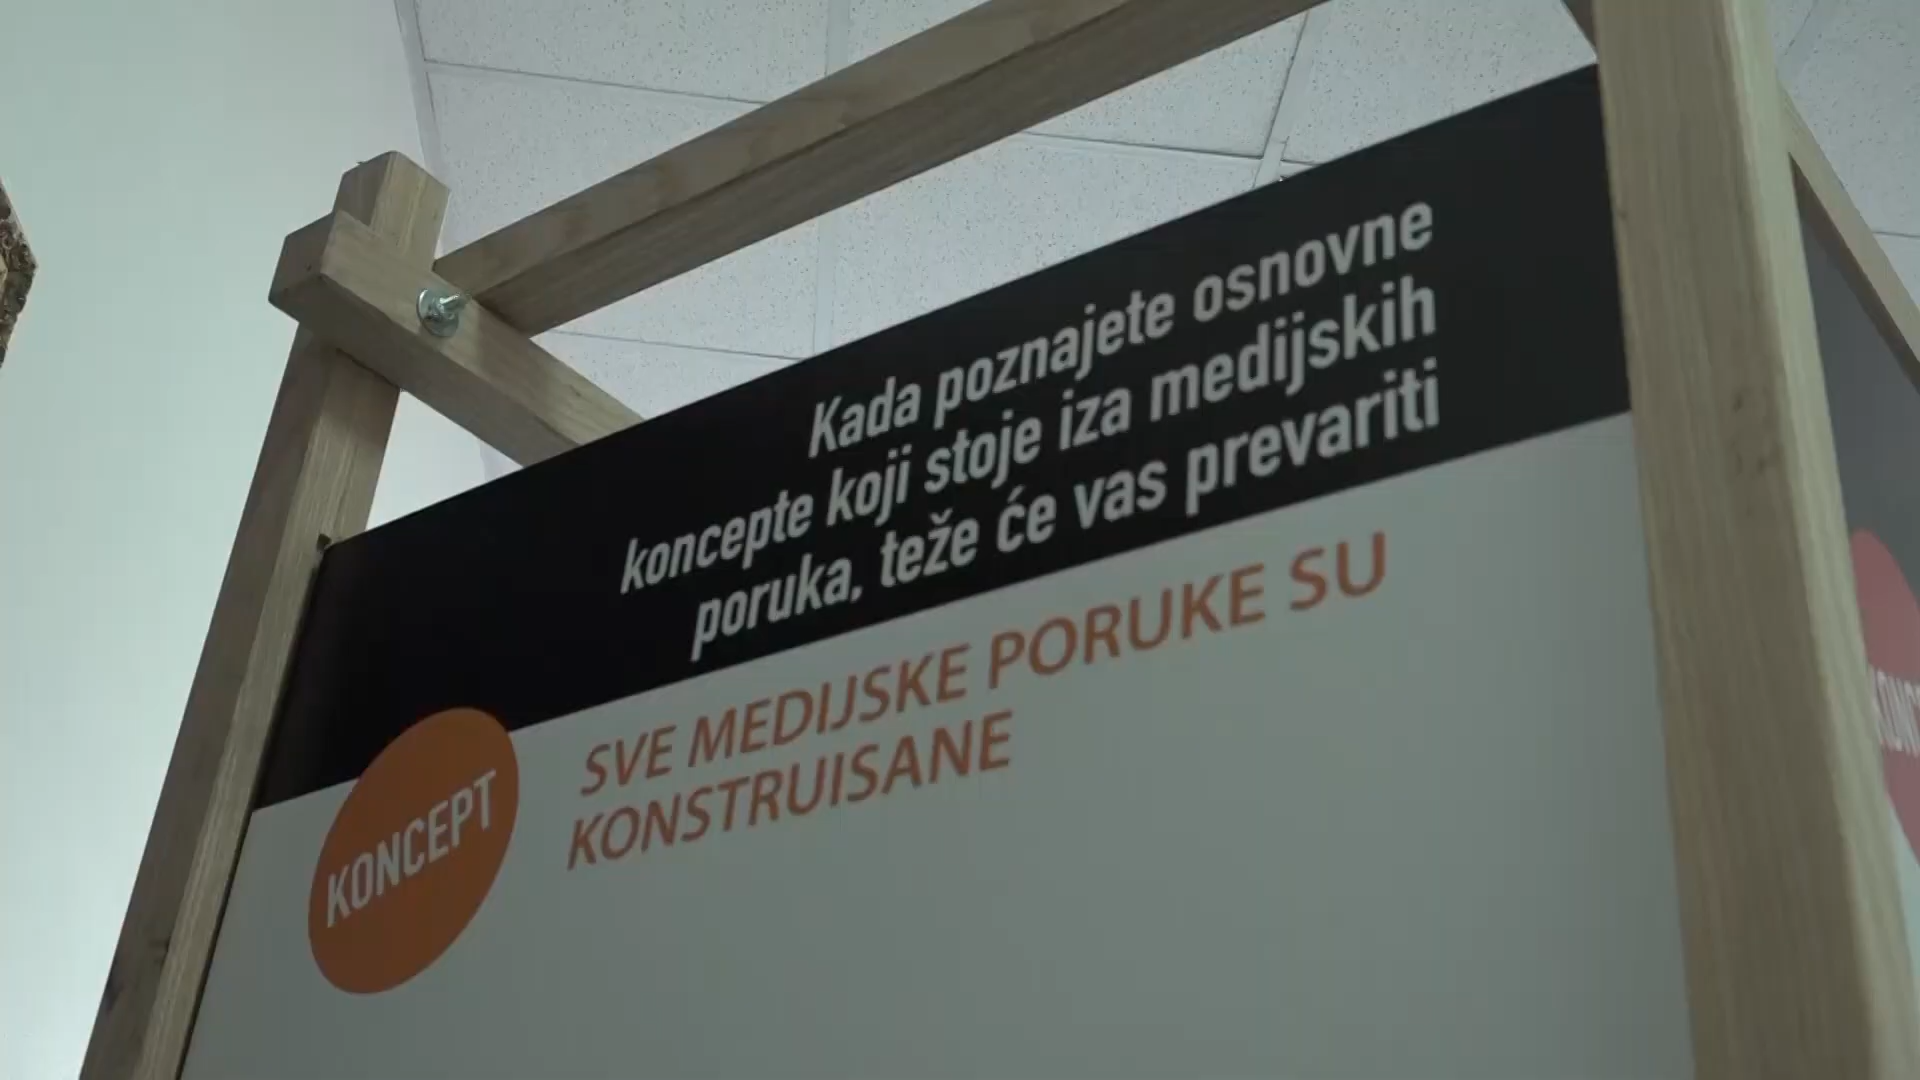 Kada poznajete osnovne
koncepte koji stoje iza medijskih
poruka, teže će vas prevariti
KONCEPT
SVE MEDIJSKE PORUKE SU
KONSTRUISANE